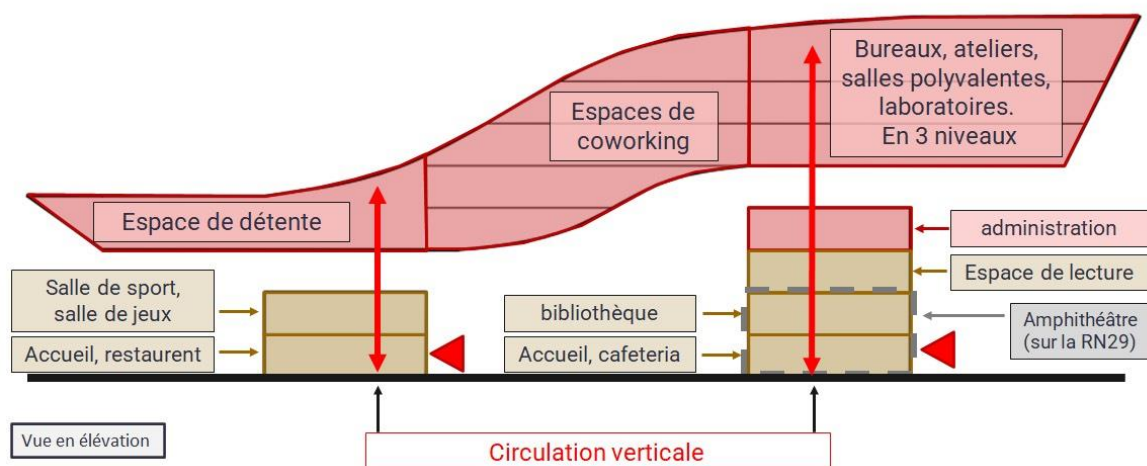 Bureaux, ateliers,
salles polyvalentes,
laboratoires.
En 3 niveaux
Espaces de
coworking
Espace de détente
administration
Espace de lecture
Salle de sport,
salle de jeux
bibliothèque
Amphithéâtre
(sur la RN29)
Accueil, restaurent
Accueil, cafeteria
Vue en élévation
Circulation verticale